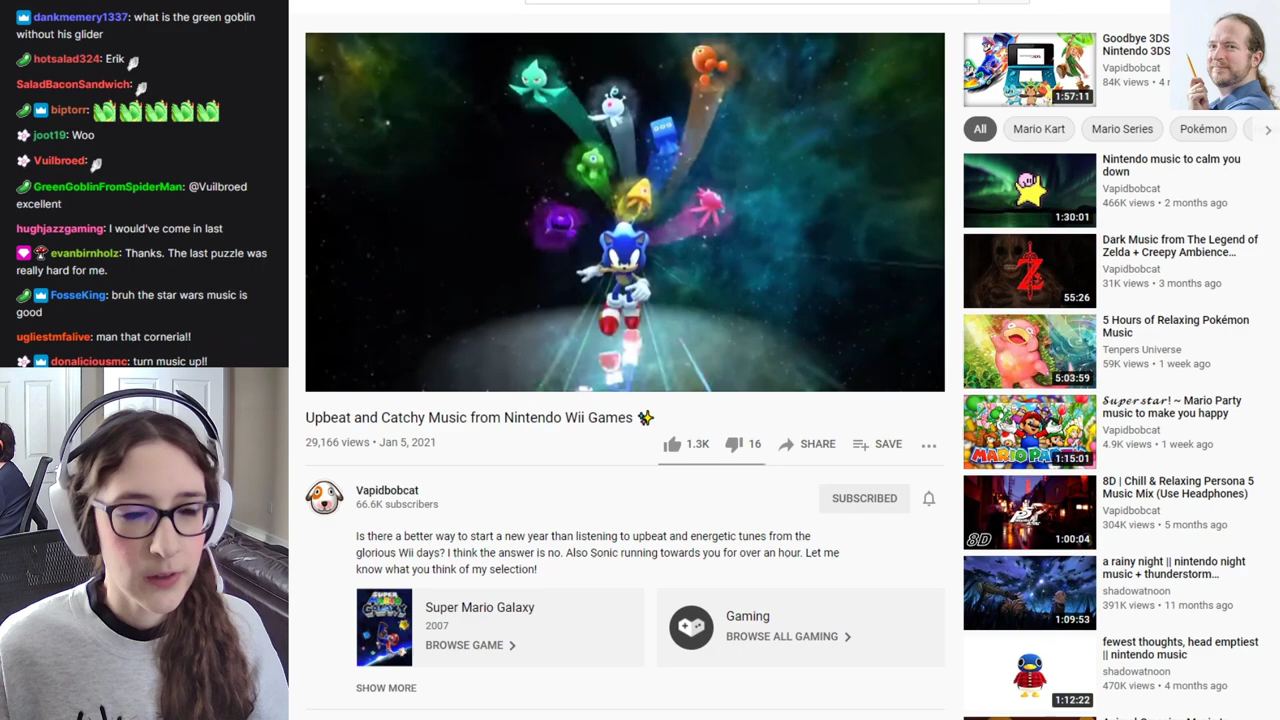 dankmemery1337: what is the green goblin
without his glider
hotsalad324: Erik
SaladBaconSandwich:
biptorr:
joot19: Woo
Vuilbroed:
GreenGoblinFromSpiderMan: @Vuilbroed
excellent
hughjazzgaming: I would've come in last
evanbirnholz: Thanks. The last puzzle was
really hard for me.
FosseKing: bruh the star wars music is
good
ugliestmfalive: man that corneria!!
donaliciousmc: turn music up!!
Upbeat and Catchy Music from Nintendo Wii Games ✨
29,166 views • Jan 5, 2021
1.3K
16
SHARE
SAVE
Vapidbobcat
66.6K subscribers
SUBSCRIBED
Is there a better way to start a new year than listening to upbeat and energetic tunes from the
glorious Wii days? I think the answer is no. Also Sonic running towards you for over an hour. Let me
know what you think of my selection!
SUPER MARIO
GALAXY
Super Mario Galaxy
2007
BROWSE GAME
Gaming
BROWSE ALL GAMING
SHOW MORE
Goodbye 3DS
Nintendo 3DS
Vapidbobcat
84K views • 4
1:57:11
All
Mario Kart
Mario Series
Pokémon
Nintendo music to calm you
down
Vapidbobcat
466K views • 2 months ago
1:30:01
Dark Music from The Legend of
Zelda + Creepy Ambience...
Vapidbobcat
31K views • 3 months ago
55:26
5 Hours of Relaxing Pokémon
Music
Tenpers Universe
59K views • 1 week ago
5:03:59
𝓢𝓾𝓹𝓮𝓻𝓼𝓽𝓪𝓻! ~ Mario Party
music to make you happy
Vapidbobcat
4.9K views • 1 week ago
1:15:01
8D | Chill & Relaxing Persona 5
Music Mix (Use Headphones)
Vapidbobcat
304K views • 5 months ago
8D
1:00:04
a rainy night || nintendo night
music + thunderstorm...
shadowatnoon
391K views • 11 months ago
1:09:53
fewest thoughts, head emptiest
|| nintendo music
shadowatnoon
470K views • 4 months ago
1:12:22